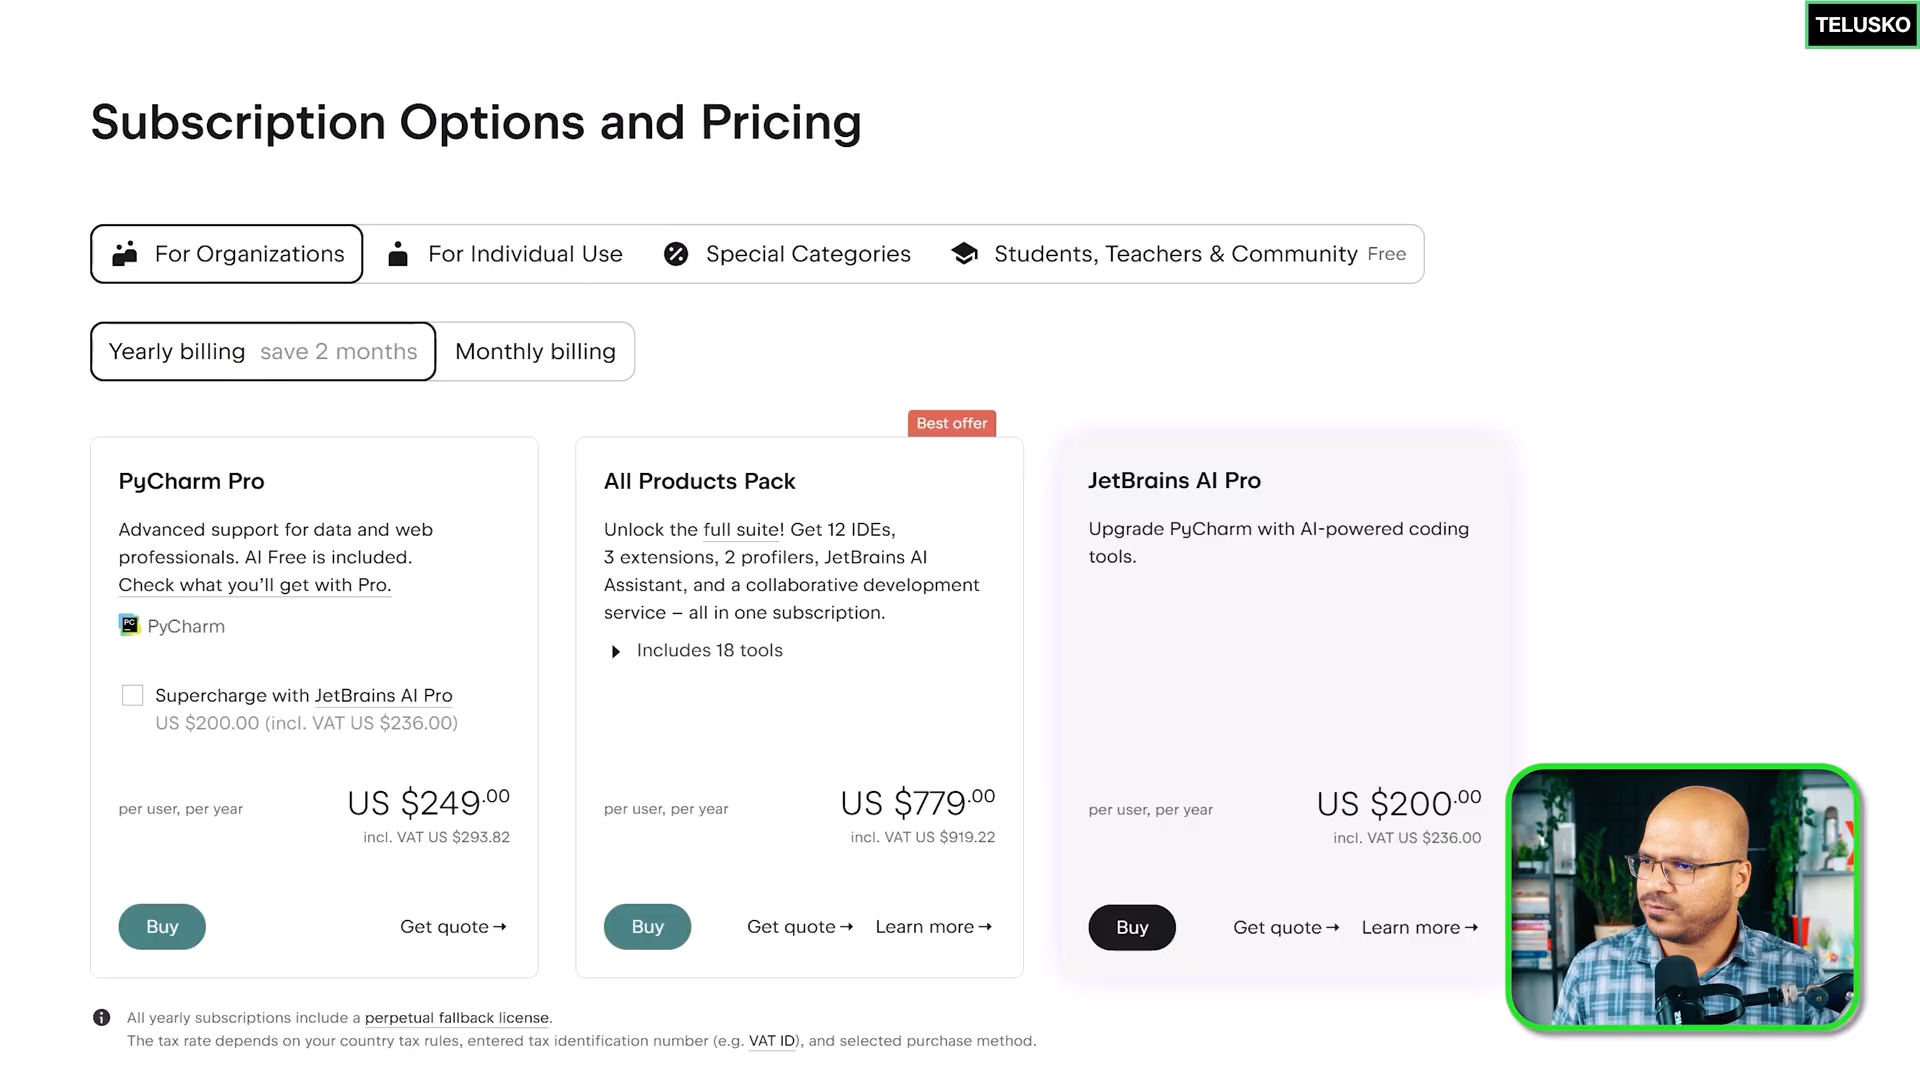 TELUSKO
Subscription Options and Pricing
For Organizations
For Individual Use
Special Categories
Students, Teachers & Community Free
Yearly billing save 2 months
Monthly billing
Best offer
PyCharm Pro
Advanced support for data and web
professionals. AI Free is included.
Check what you'll get with Pro.
PC
PyCharm
Supercharge with JetBrains AI Pro
US $200.00 (incl. VAT US $236.00)
per user, per year
US $249.00
incl. VAT US $293.82
Buy
Get quote →
All Products Pack
Unlock the full suite! Get 12 IDEs,
3 extensions, 2 profilers, JetBrains AI
Assistant, and a collaborative development
service – all in one subscription.
Includes 18 tools
per user, per year
US $779.00
incl. VAT US $919.22
Buy
Get quote →
Learn more →
JetBrains AI Pro
Upgrade PyCharm with AI-powered coding
tools.
per user, per year
US $200.00
incl. VAT US $236.00
Buy
Get quote →
Learn more →
All yearly subscriptions include a perpetual fallback license.
The tax rate depends on your country tax rules, entered tax identification number (e.g. VAT ID), and selected purchase method.